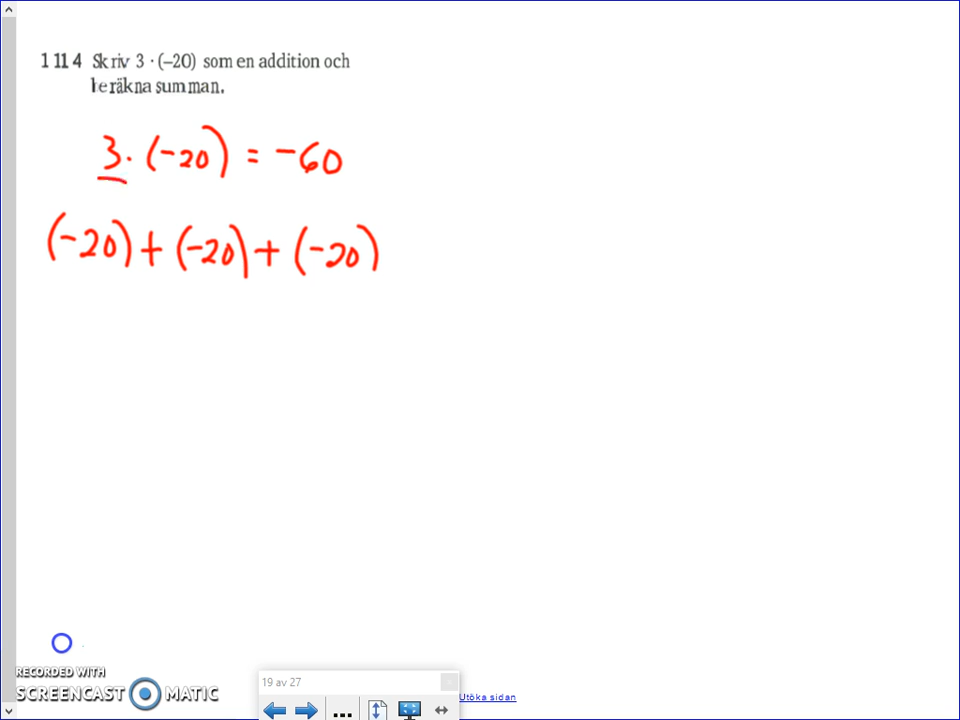 1114 Skriv 3 · (–20) som en addition och
beräkna summan.
3 · (-20) = -60
(-20) + (-20) + (-20)
RECORDED WITH
SCREENCAST MATIC
19 av 27
Utöka sidan